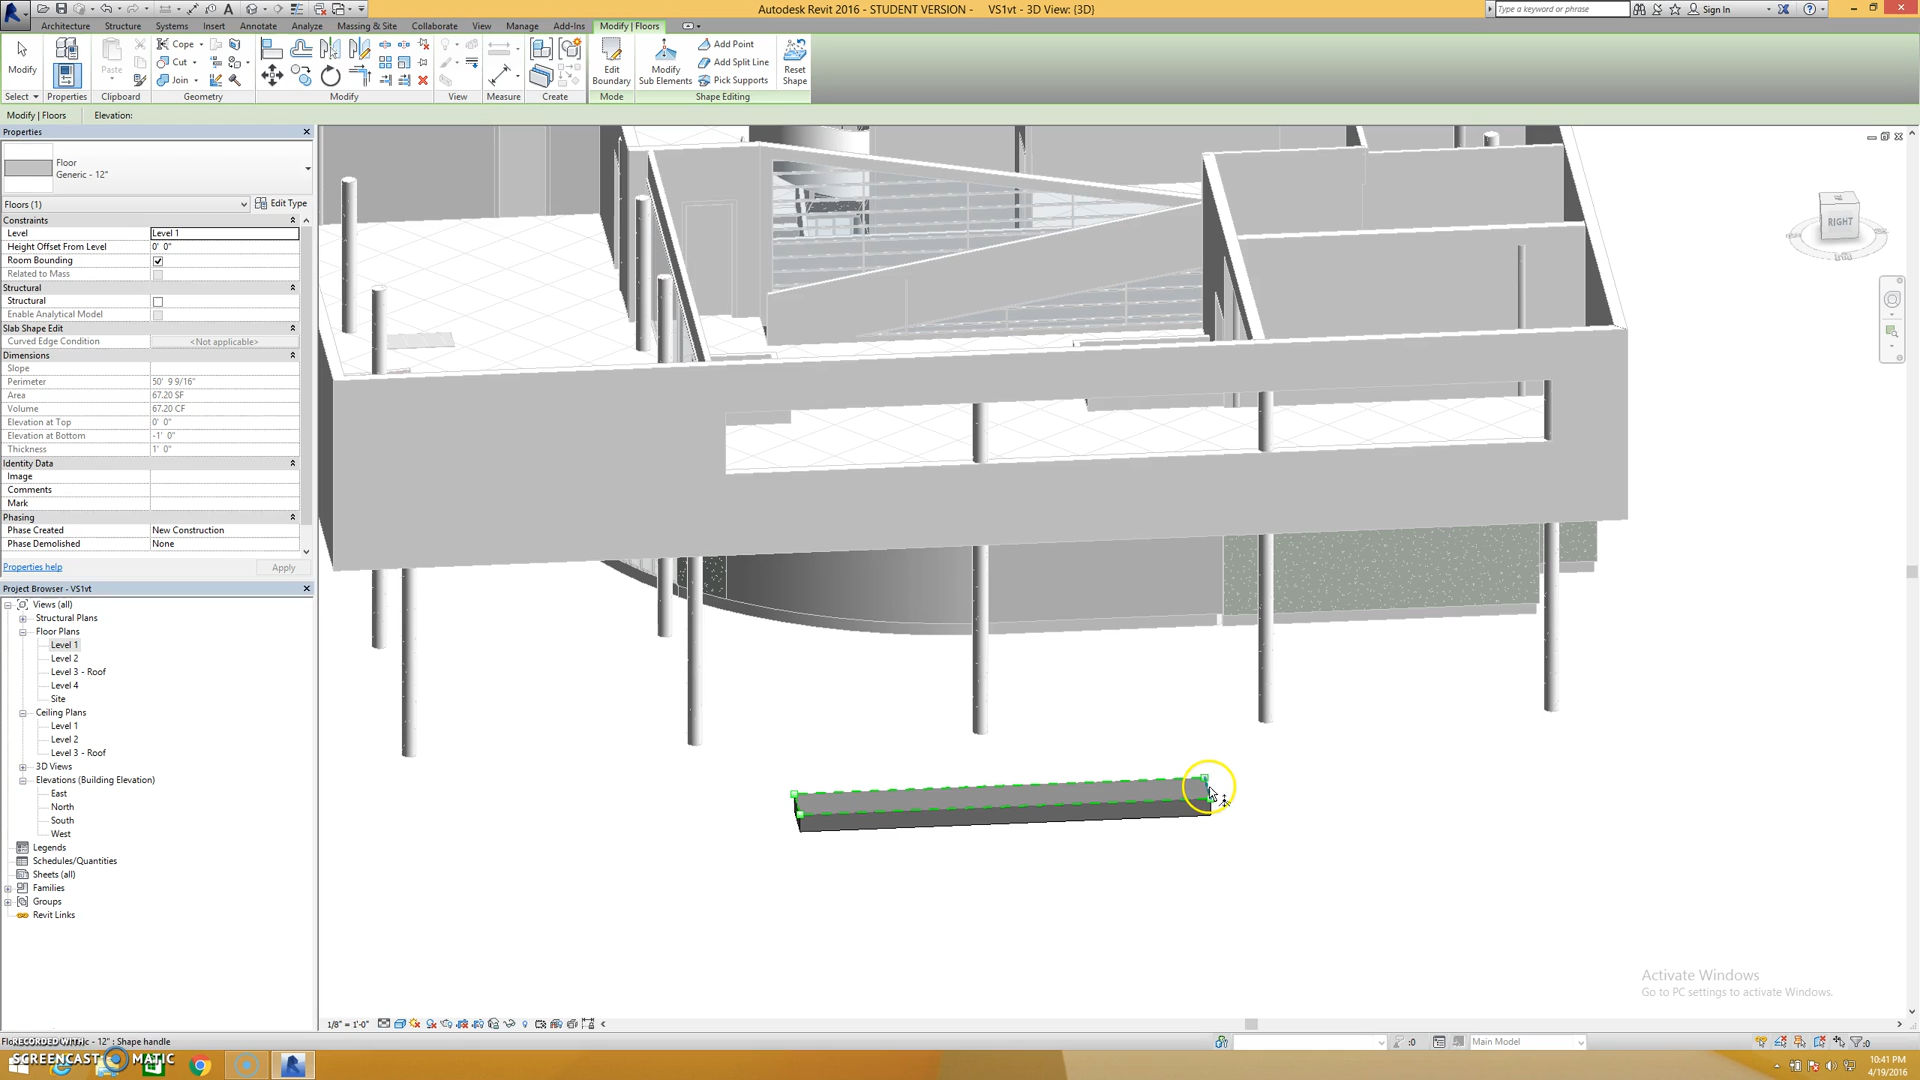 Autodesk Revit 2016 - STUDENT VERSION - VS1vt - 3D View: {3D}
Type a keyword or phrase
Sign In
Architecture Structure Systems Insert Annotate Analyze Massing & Site Collaborate View Manage Add-Ins Modify | Floors
Modify
Paste
Cope
Cut
Join
Edit
Boundary
Modify
Sub Elements
Add Point
Add Split Line
Pick Supports
Reset
Shape
Select Properties Clipboard Geometry Modify View Measure Create Mode Shape Editing
Modify | Floors Elevation:
Properties
Floor
Generic - 12"
Floors (1) Edit Type
Constraints
Level Level 1
Height Offset From Level 0' 0"
Room Bounding
Related to Mass
Structural
Structural
Enable Analytical Model
Slab Shape Edit
Curved Edge Condition <Not applicable>
Dimensions
Slope
Perimeter 50' 9 9/16"
Area 67.20 SF
Volume 67.20 CF
Elevation at Top 0' 0"
Elevation at Bottom -1' 0"
Thickness 1' 0"
Identity Data
Image
Comments
Mark
Phasing
Phase Created New Construction
Phase Demolished None
Properties help Apply
Project Browser - VS1vt
Views (all)
Structural Plans
Floor Plans
Level 1
Level 2
Level 3 - Roof
Level 4
Site
Ceiling Plans
Level 1
Level 2
Level 3 - Roof
3D Views
Elevations (Building Elevation)
East
North
South
West
Legends
Schedules/Quantities
Sheets (all)
Families
Groups
Revit Links
RIGHT
Activate Windows
Go to PC settings to activate Windows.
1/8" = 1'-0"
- 12" : Shape handle
:0
Main Model
:0
RECORDED WITH
SCREENCAST MATIC
10:41 PM
4/19/2016